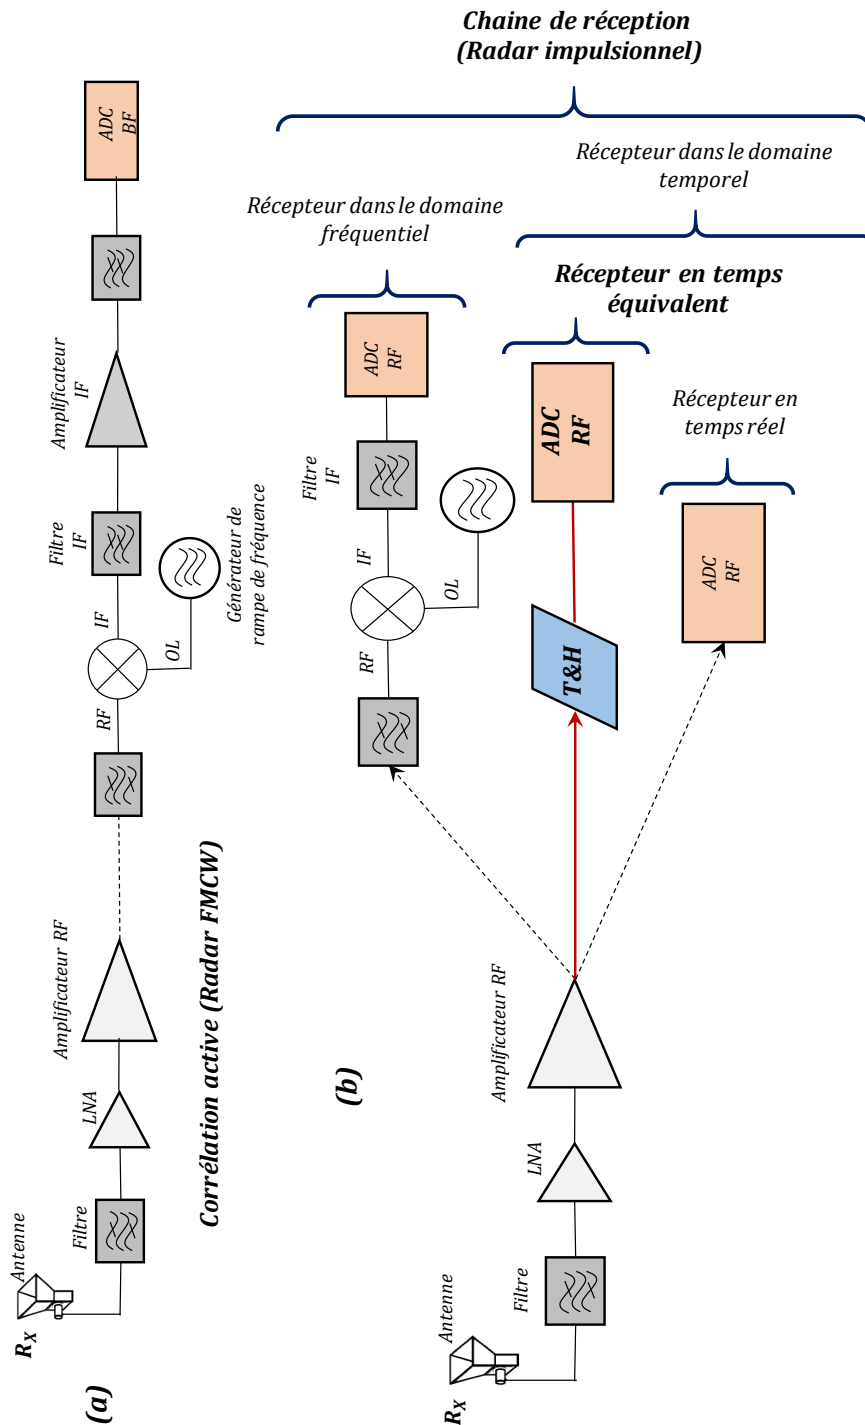 (a)
Rx
Antenne
Filtre
LNA
Amplificateur RF
RF
OL
IF
Générateur de
rampe de fréquence
Filtre
IF
Amplificateur
IF
ADC
BF
Corrélation active (Radar FMCW)
(b)
Rx
Antenne
Filtre
LNA
Amplificateur RF
RF
OL
IF
Filtre
IF
ADC
RF
T&H
ADC
RF
ADC
RF
Récepteur dans le domaine
fréquentiel
Récepteur en temps
équivalent
Récepteur en
temps réel
Récepteur dans le domaine
temporel
Chaine de réception
(Radar impulsionnel)